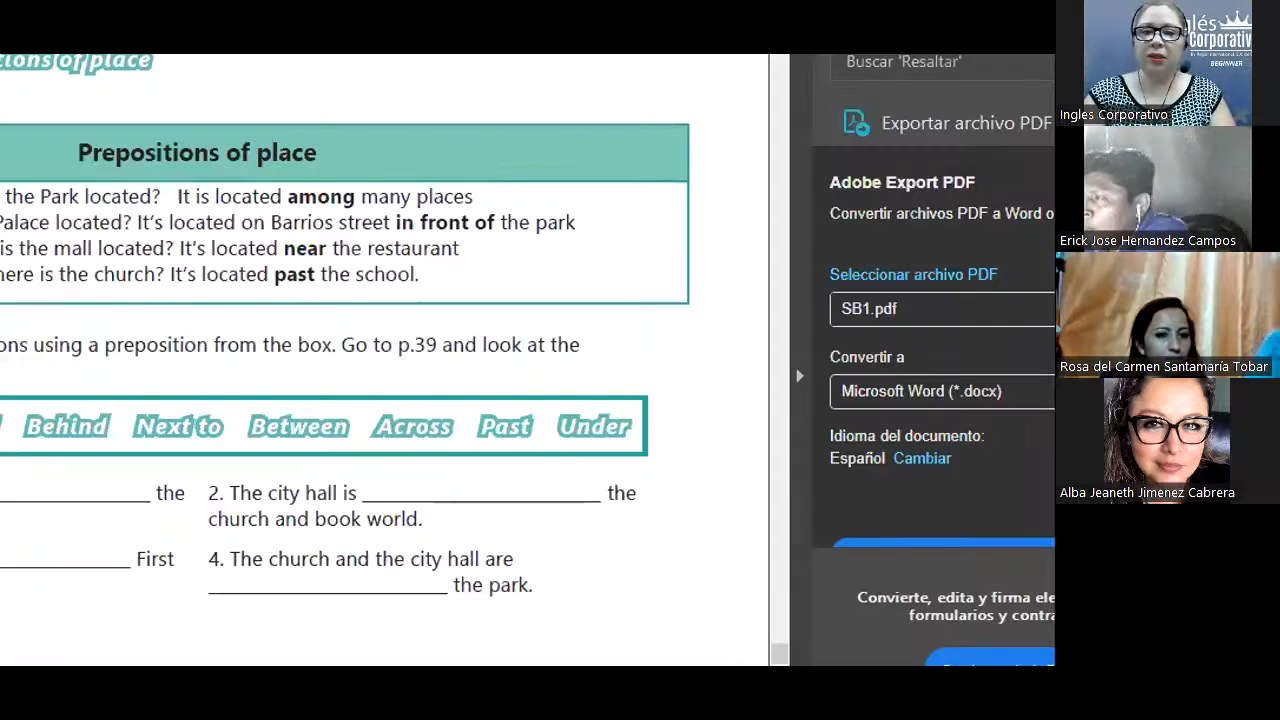 tions of place
Prepositions of place
the Park located? It is located among many places
Palace located? It's located on Barrios street in front of the park
is the mall located? It's located near the restaurant
here is the church? It's located past the school.
ons using a preposition from the box. Go to p.39 and look at the
Behind Next to Between Across Past Under
____________ the 2. The city hall is ____________ the
church and book world.
____________ First 4. The church and the city hall are
____________ the park.
Buscar 'Resaltar'
Exportar archivo PDF
Adobe Export PDF
Convertir archivos PDF a Word o
Seleccionar archivo PDF
SB1.pdf
Convertir a
Microsoft Word (*.docx)
Idioma del documento:
Español Cambiar
Convierte, edita y firma ele
formularios y contra
glés
Corporativ
BEGINNER
Ingles Corporativo
Erick Jose Hernandez Campos
Rosa del Carmen Santamaría Tobar
Alba Jeaneth Jimenez Cabrera